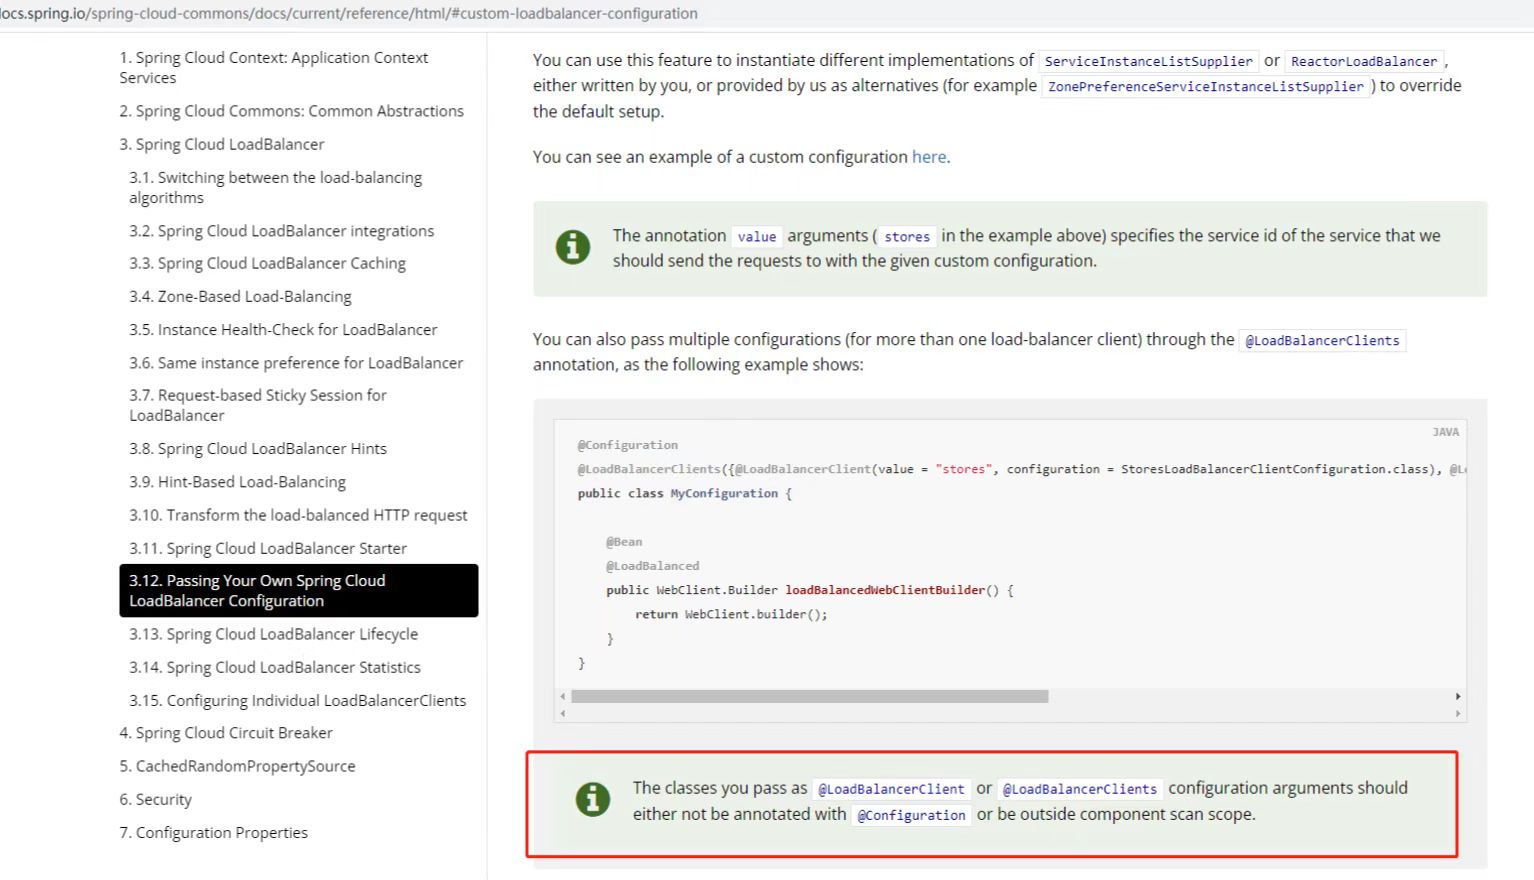 docs.spring.io/spring-cloud-commons/docs/current/reference/html/#custom-loadbalancer-configuration
1. Spring Cloud Context: Application Context
Services
2. Spring Cloud Commons: Common Abstractions
3. Spring Cloud LoadBalancer
3.1. Switching between the load-balancing
algorithms
3.2. Spring Cloud LoadBalancer integrations
3.3. Spring Cloud LoadBalancer Caching
3.4. Zone-Based Load-Balancing
3.5. Instance Health-Check for LoadBalancer
3.6. Same instance preference for LoadBalancer
3.7. Request-based Sticky Session for
LoadBalancer
3.8. Spring Cloud LoadBalancer Hints
3.9. Hint-Based Load-Balancing
3.10. Transform the load-balanced HTTP request
3.11. Spring Cloud LoadBalancer Starter
3.12. Passing Your Own Spring Cloud
LoadBalancer Configuration
3.13. Spring Cloud LoadBalancer Lifecycle
3.14. Spring Cloud LoadBalancer Statistics
3.15. Configuring Individual LoadBalancerClients
4. Spring Cloud Circuit Breaker
5. CachedRandomPropertySource
6. Security
7. Configuration Properties
You can use this feature to instantiate different implementations of ServiceInstanceListSupplier or ReactorLoadBalancer ,
either written by you, or provided by us as alternatives (for example ZonePreferenceServiceInstanceListSupplier ) to override
the default setup.
You can see an example of a custom configuration here.
The annotation value arguments ( stores in the example above) specifies the service id of the service that we
should send the requests to with the given custom configuration.
You can also pass multiple configurations (for more than one load-balancer client) through the @LoadBalancerClients
annotation, as the following example shows:
JAVA
@Configuration
@LoadBalancerClients({@LoadBalancerClient(value = "stores", configuration = StoresLoadBalancerClientConfiguration.class), @L
public class MyConfiguration {
@Bean
@LoadBalanced
public WebClient.Builder loadBalancedWebClientBuilder() {
return WebClient.builder();
}
}
The classes you pass as @LoadBalancerClient or @LoadBalancerClients configuration arguments should
either not be annotated with @Configuration or be outside component scan scope.